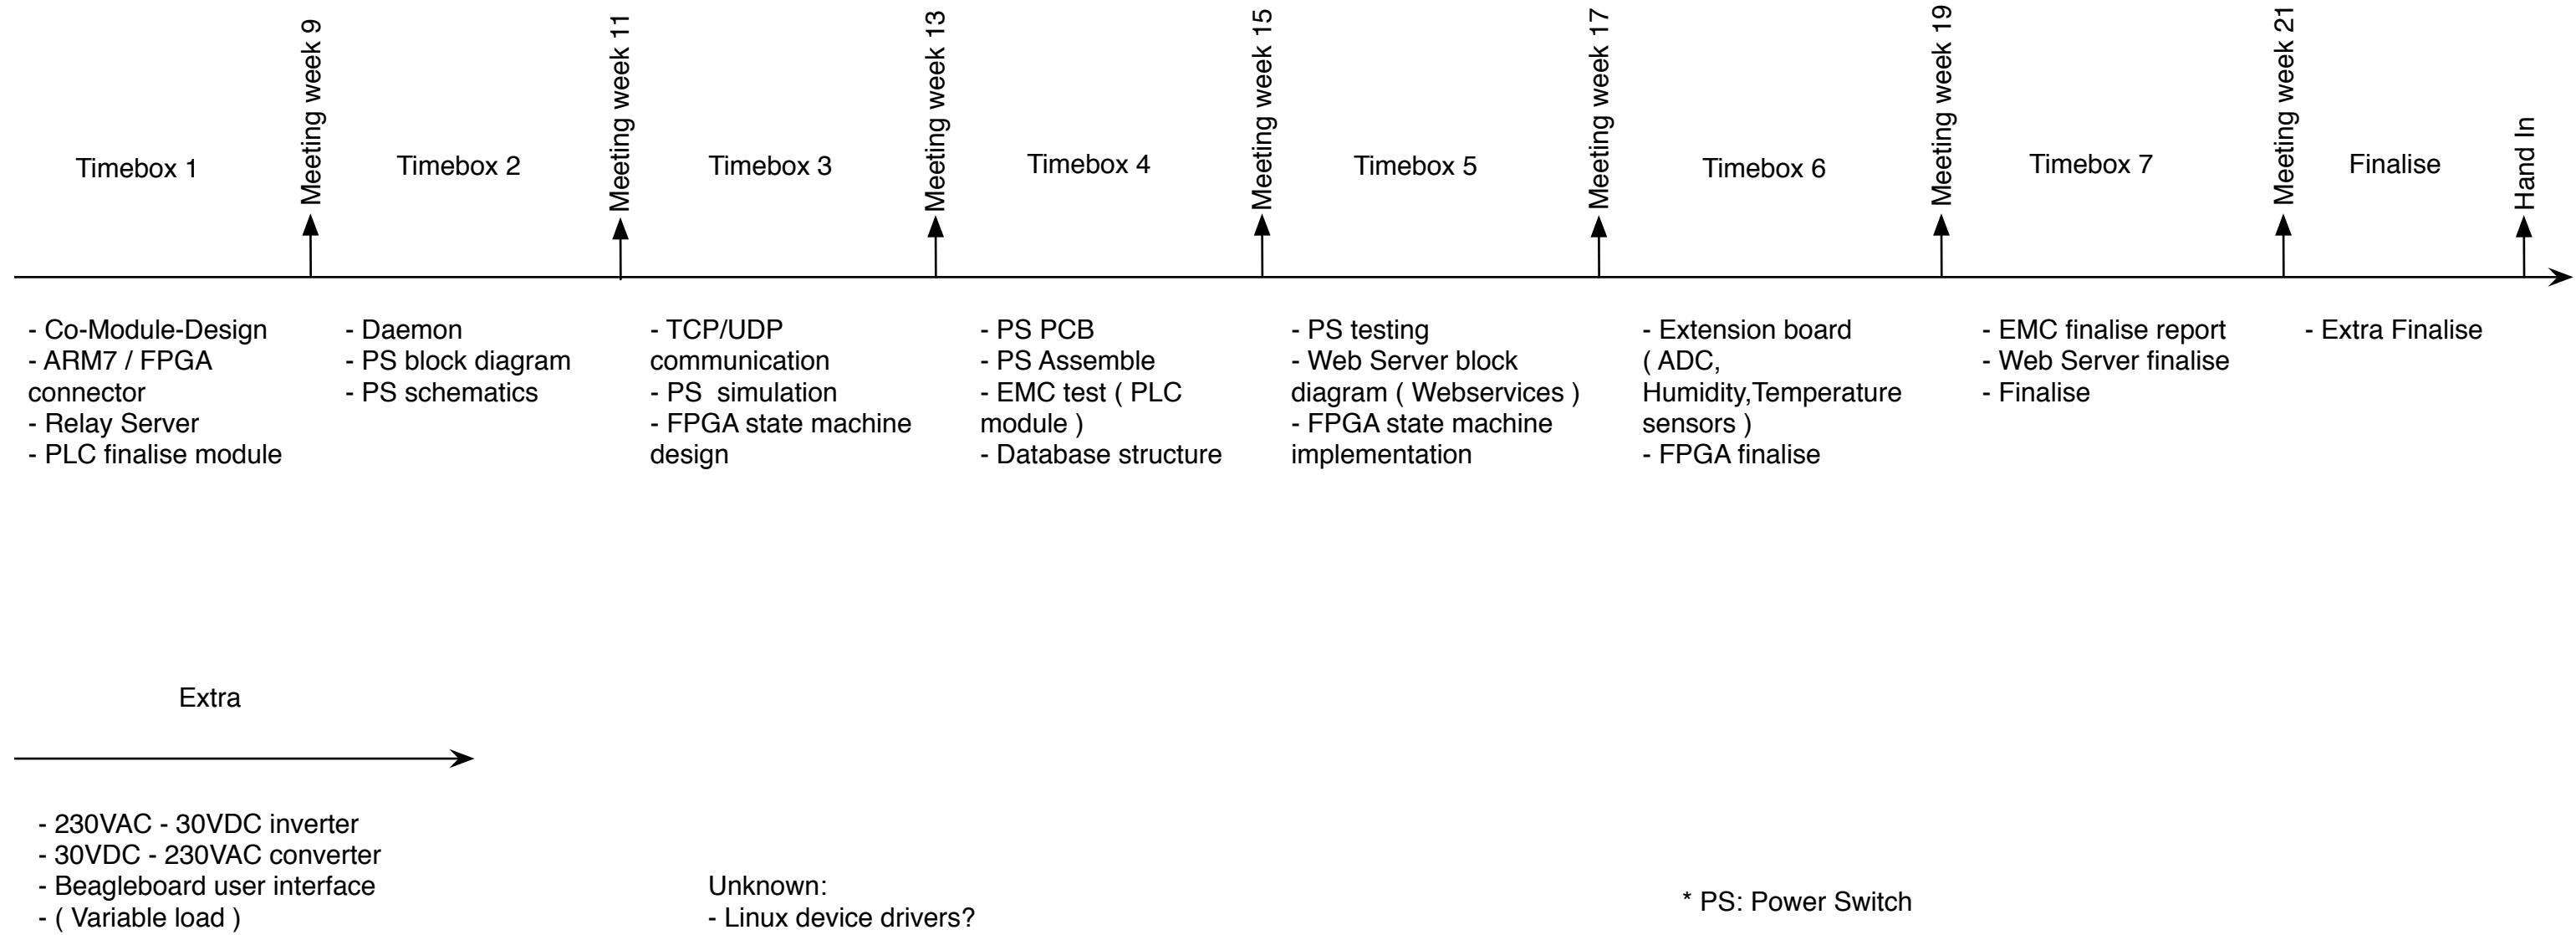 Meeting week 9
Meeting week 11
Meeting week 13
Meeting week 15
Meeting week 17
Meeting week 19
Meeting week 21
Hand In
Timebox 1
Timebox 2
Timebox 3
Timebox 4
Timebox 5
Timebox 6
Timebox 7
Finalise
- Co-Module-Design
- ARM7 / FPGA
connector
- Relay Server
- PLC finalise module
- Daemon
- PS block diagram
- PS schematics
- TCP/UDP
communication
- PS  simulation
- FPGA state machine
design
- PS PCB
- PS Assemble
- EMC test ( PLC
module )
- Database structure
- PS testing
- Web Server block
diagram ( Webservices )
- FPGA state machine
implementation
- Extension board
( ADC,
Humidity,Temperature
sensors )
- FPGA finalise
- EMC finalise report
- Web Server finalise
- Finalise
- Extra Finalise
Extra
- 230VAC - 30VDC inverter
- 30VDC - 230VAC converter
- Beagleboard user interface
- ( Variable load )
Unknown:
- Linux device drivers?
* PS: Power Switch